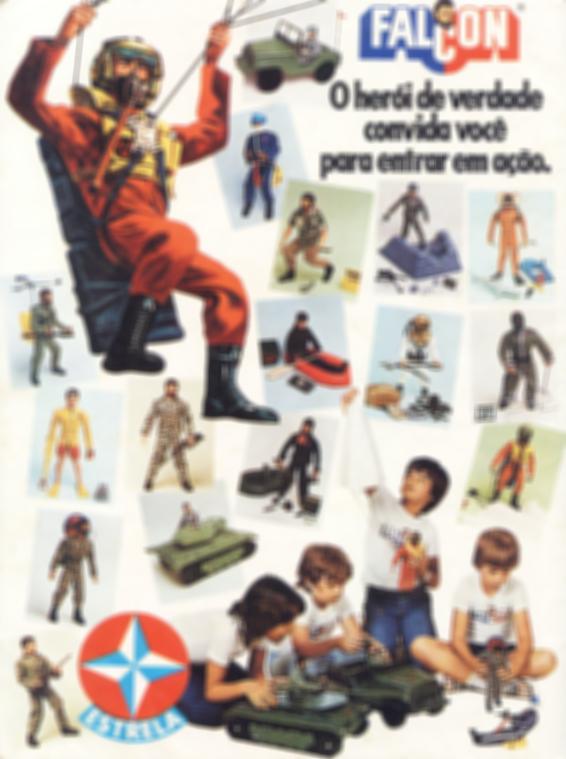 FALCON
O herói de verdade
convida você
para entrar em ação.
ESTRELA